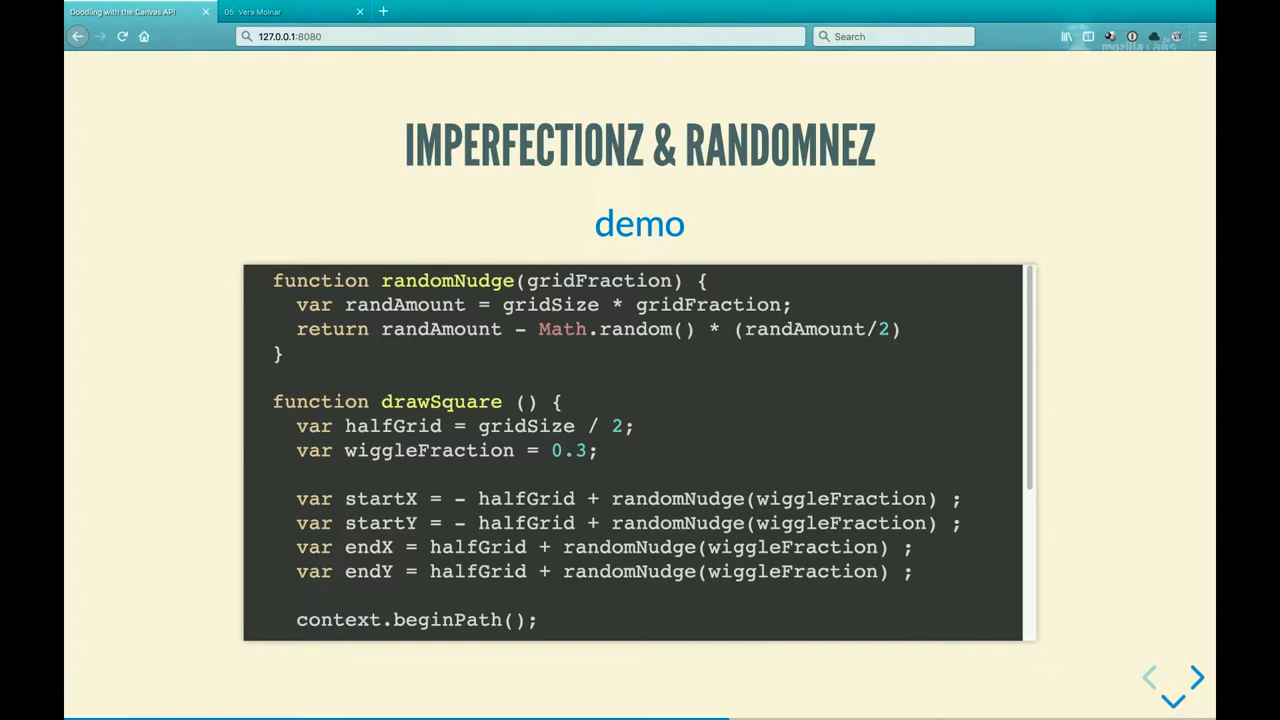 Doodling with the Canvas API
05: Vera Molnar
127.0.0.1:8080
Search
mozilla Labs
IMPERFECTIONZ & RANDOMNEZ
demo
function randomNudge(gridFraction) {
var randAmount = gridSize * gridFraction;
return randAmount - Math.random() * (randAmount/2)
}
function drawSquare () {
var halfGrid = gridSize / 2;
var wiggleFraction = 0.3;
var startX = - halfGrid + randomNudge(wiggleFraction) ;
var startY = - halfGrid + randomNudge(wiggleFraction) ;
var endX = halfGrid + randomNudge(wiggleFraction) ;
var endY = halfGrid + randomNudge(wiggleFraction) ;
context.beginPath();